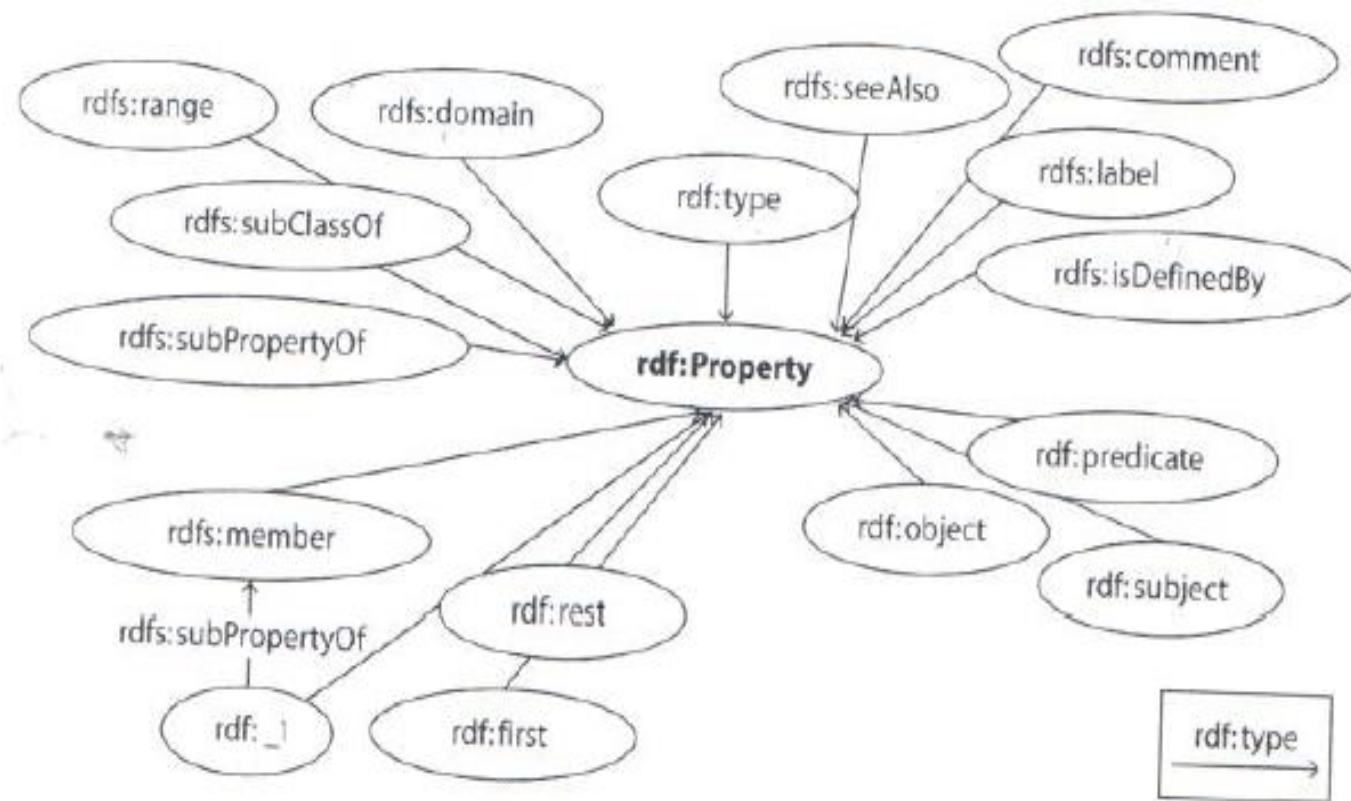 rdfs:comment
rdfs:seeAlso
rdfs:range
rdfs:domain
rdfs:label
rdf:type
rdfs:subClassOf
rdfs:isDefinedBy
rdfs:subPropertyOf
rdf:Property
rdf:predicate
rdfs:member
rdf:object
rdf:subject
rdf:rest
rdfs:subPropertyOf
rdf:_1
rdf:first
rdf:type